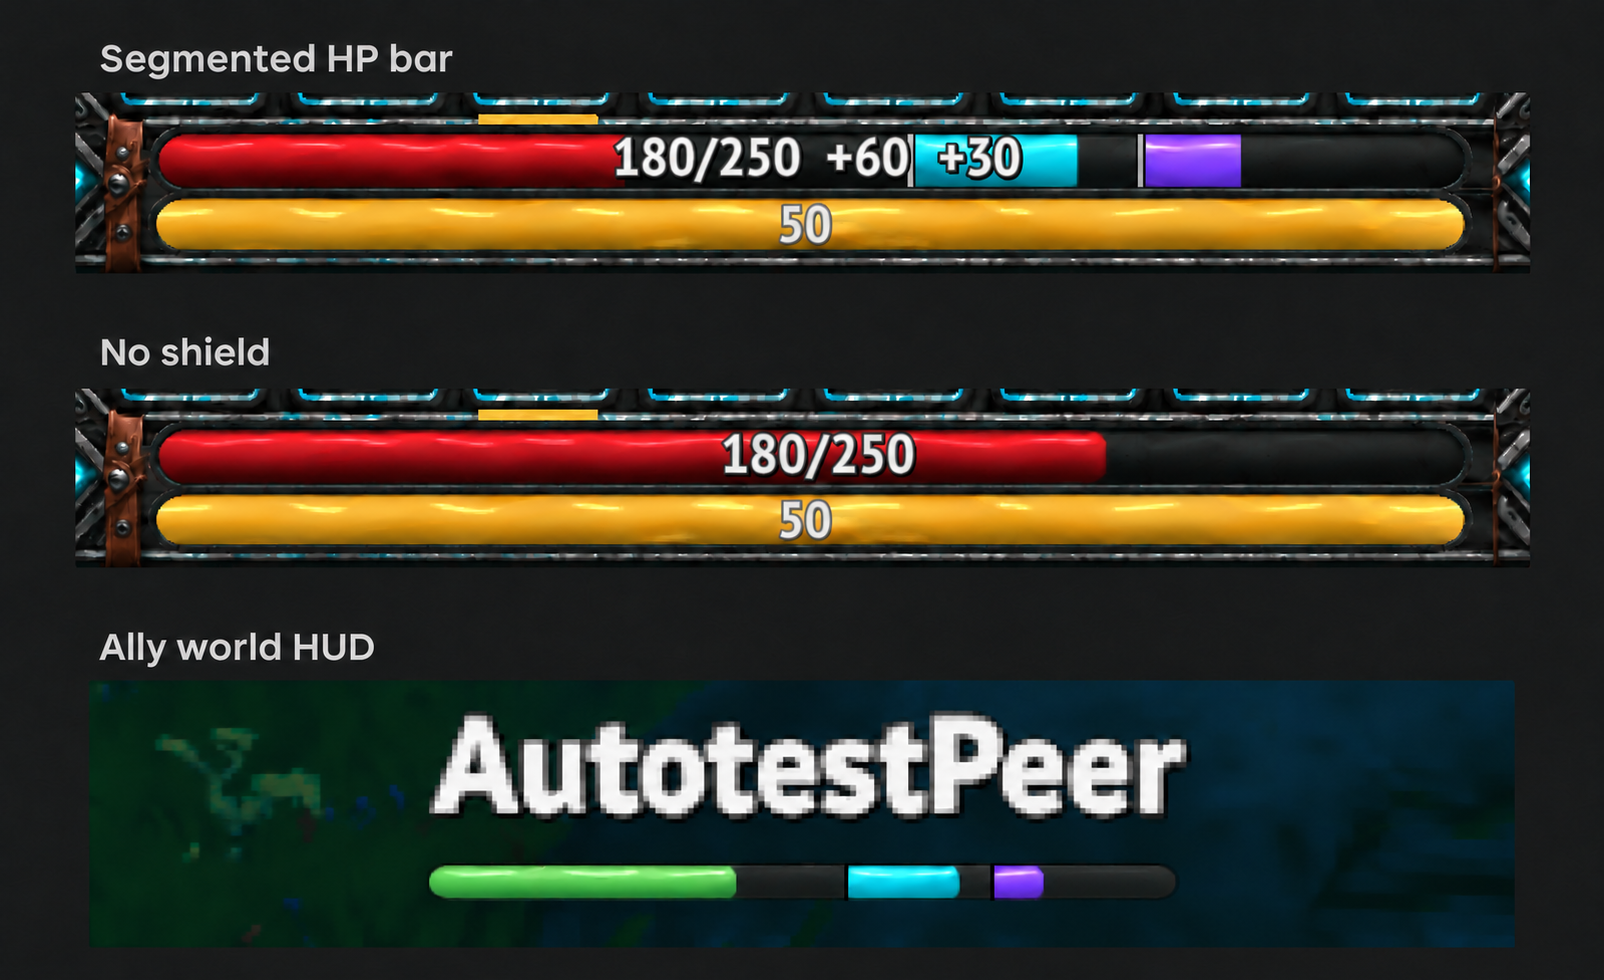 Segmented HP bar
180/250 +60 +30
50
No shield
180/250
50
Ally world HUD
AutotestPeer